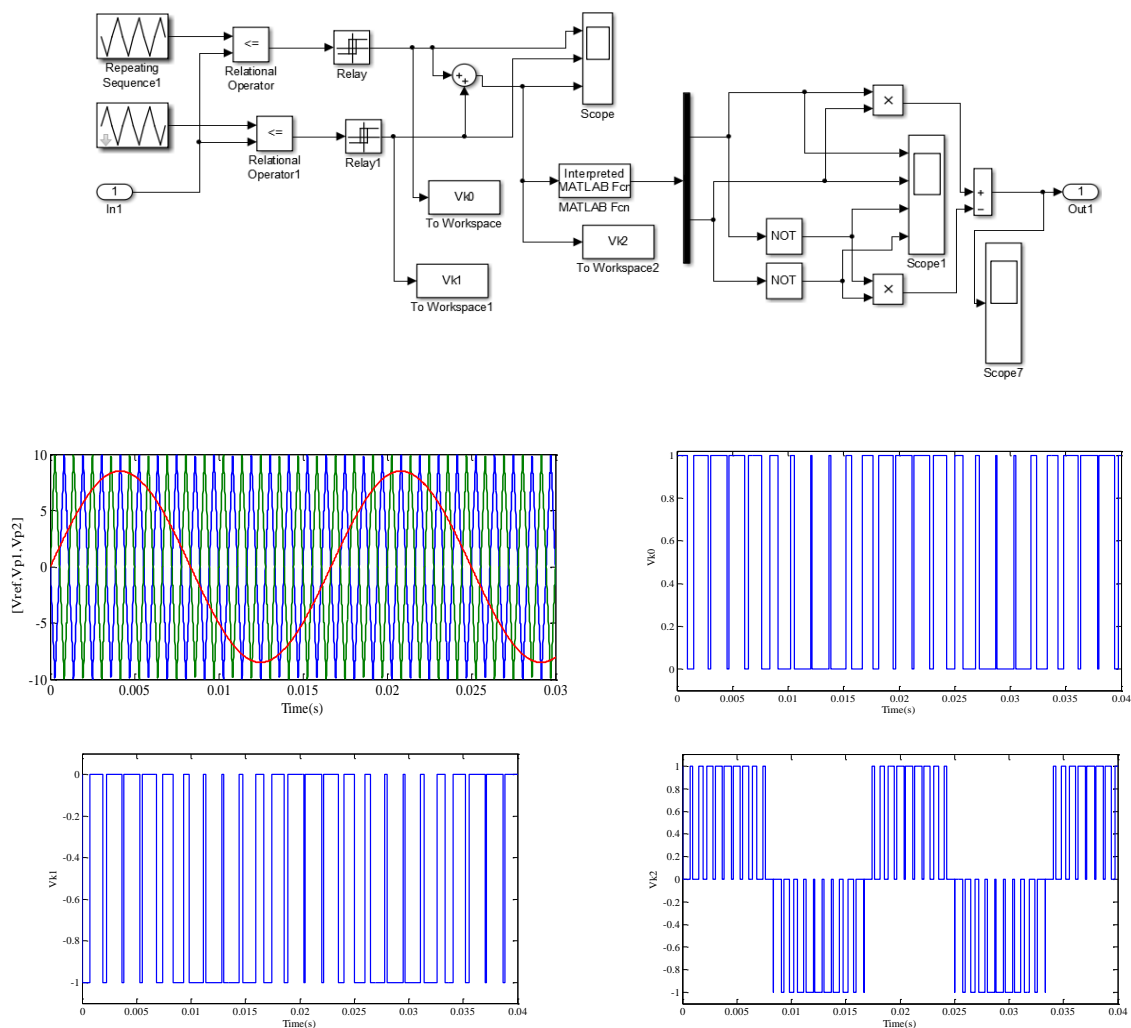 Repeating
Sequence1
<=
Relational
Operator
Relay
+
+
Scope
×
<=
Relational
Operator1
Relay1
1
In1
Interpreted
MATLAB Fcn
MATLAB Fcn
Vk0
To Workspace
Vk2
To Workspace2
Vk1
To Workspace1
NOT
NOT
Scope1
×
+
−
1
Out1
Scope7
[Vref,Vp1,Vp2]
10
5
0
-5
-10
0 0.005 0.01 0.015 0.02 0.025 0.03
Time(s)
Vk0
1
0.8
0.6
0.4
0.2
0
0 0.005 0.01 0.015 0.02 0.025 0.03 0.035 0.04
Time(s)
Vk1
0
-0.2
-0.4
-0.6
-0.8
-1
0 0.005 0.01 0.015 0.02 0.025 0.03 0.035 0.04
Time(s)
Vk2
1
0.8
0.6
0.4
0.2
0
-0.2
-0.4
-0.6
-0.8
-1
0 0.005 0.01 0.015 0.02 0.025 0.03 0.035 0.04
Time(s)